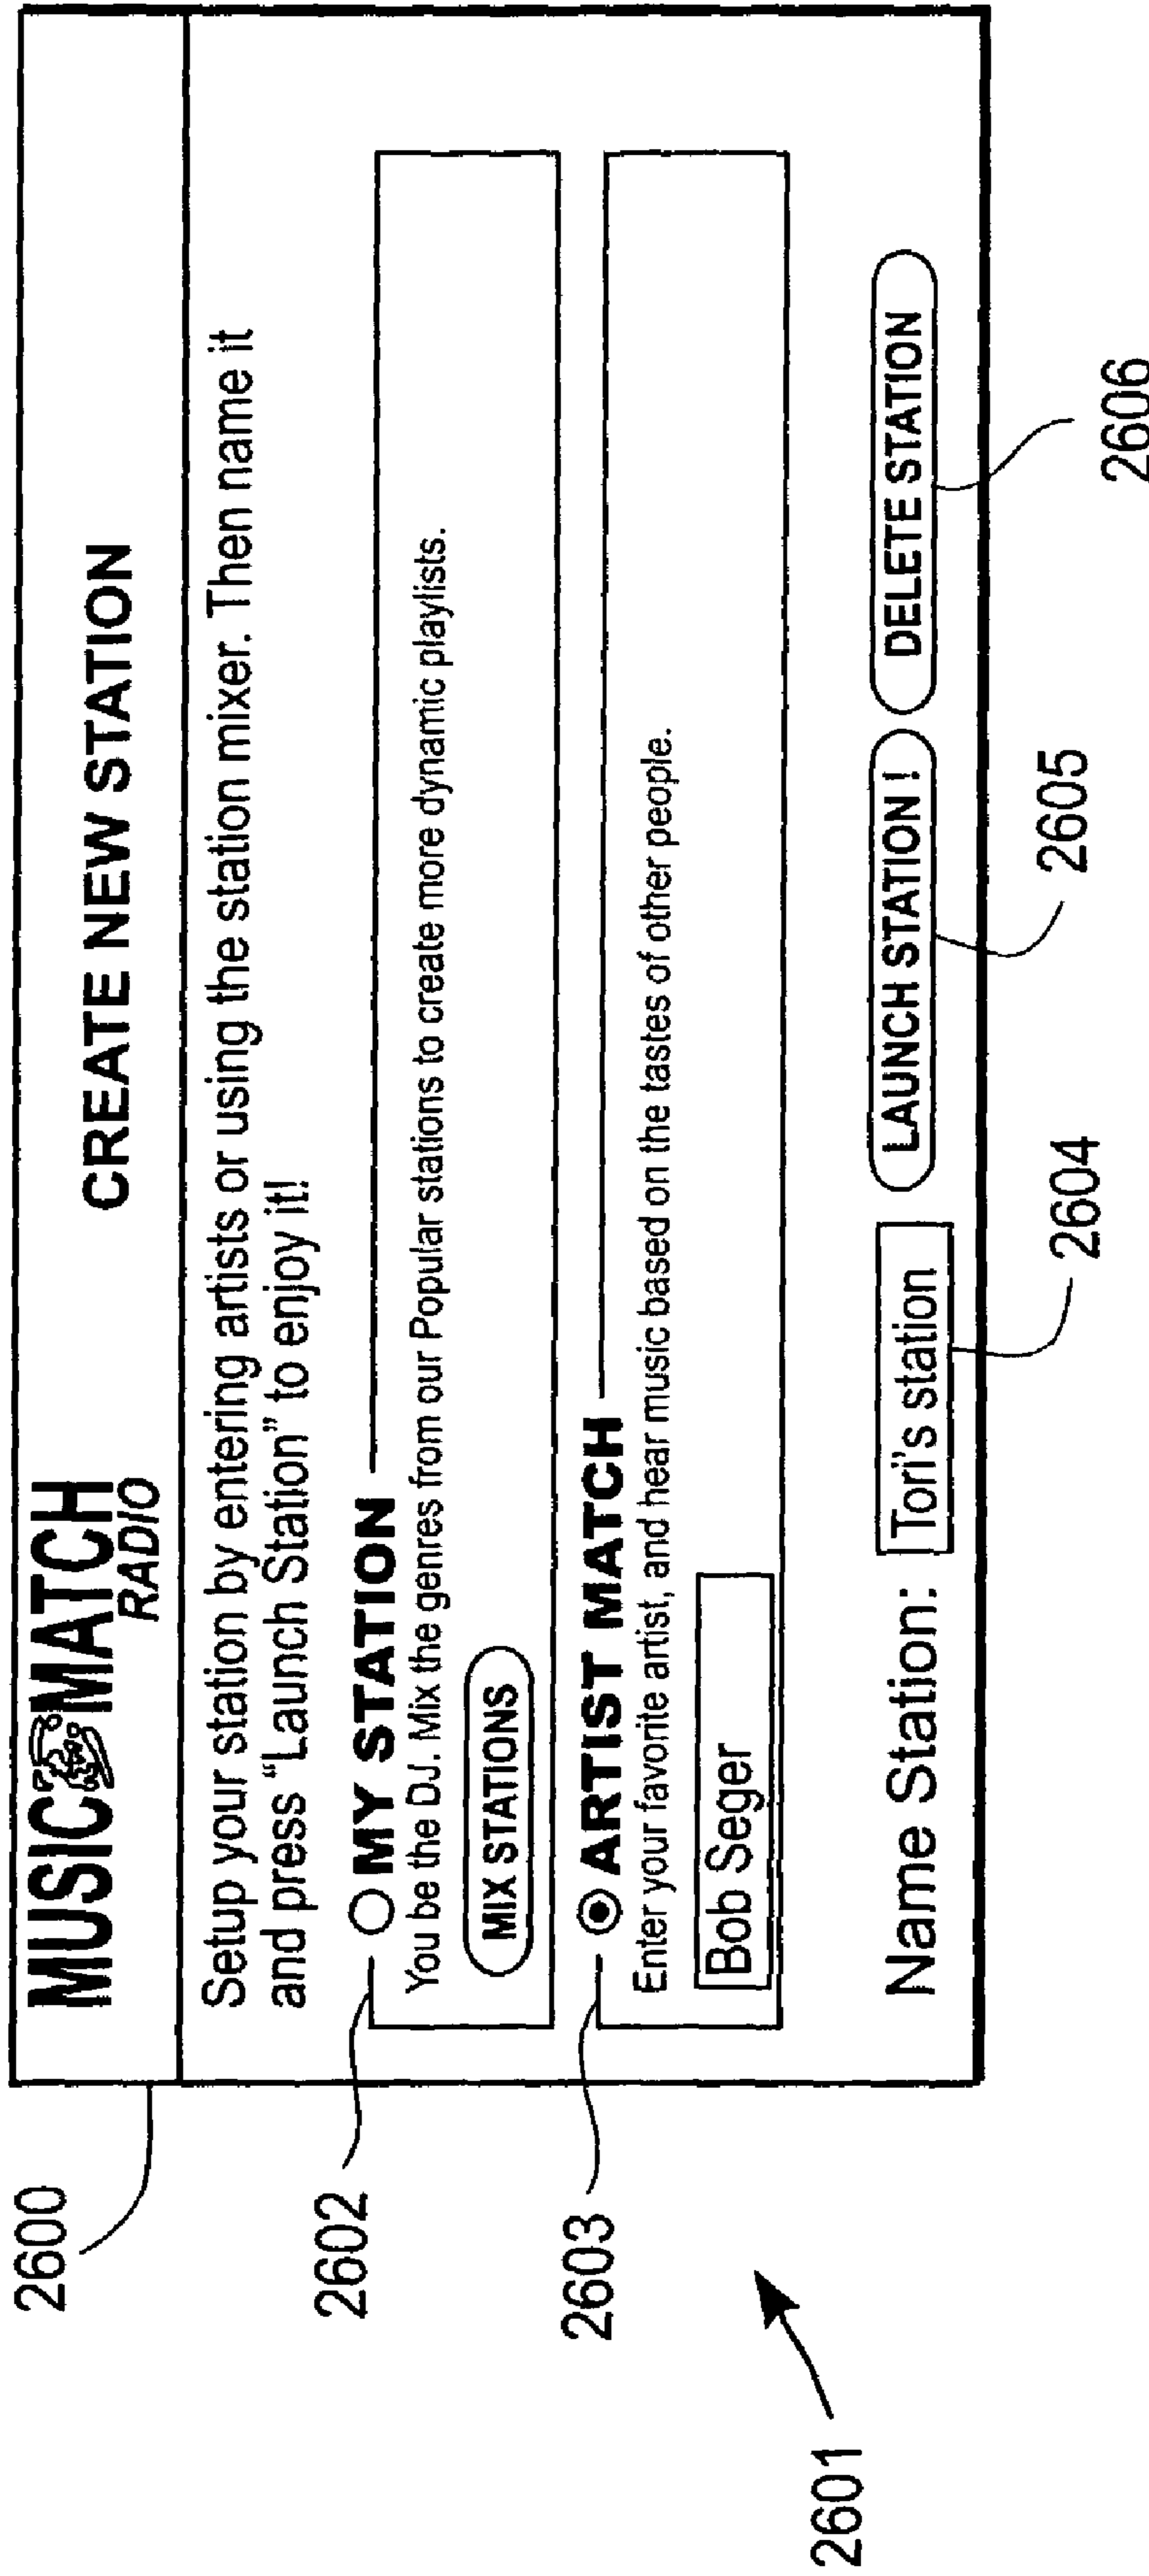 2600
MUSICMATCH
RADIO
CREATE NEW STATION
Setup your station by entering artists or using the station mixer. Then name it
and press “Launch Station” to enjoy it!
2602
MY STATION
You be the DJ. Mix the genres from our Popular stations to create more dynamic playlists.
MIX STATIONS
2603
ARTIST MATCH
Enter your favorite artist, and hear music based on the tastes of other people.
Bob Seger
2601
Name Station:
Tori's station
LAUNCH STATION !
DELETE STATION
2604
2605
2606